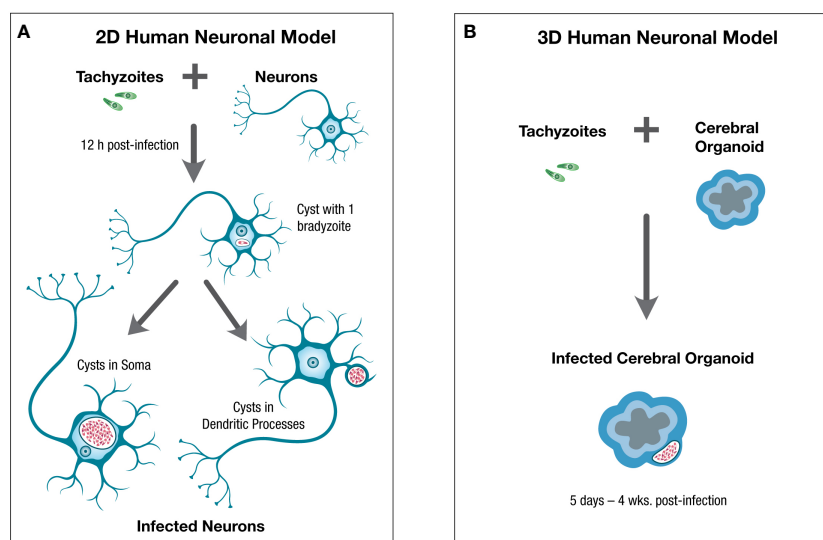 A
2D Human Neuronal Model
Tachyzoites
+
Neurons
12 h post-infection
Cyst with 1
bradyzoite
Cysts in Soma
Cysts in
Dendritic Processes
Infected Neurons
B
3D Human Neuronal Model
Tachyzoites
+
Cerebral
Organoid
Infected Cerebral Organoid
5 days – 4 wks. post-infection